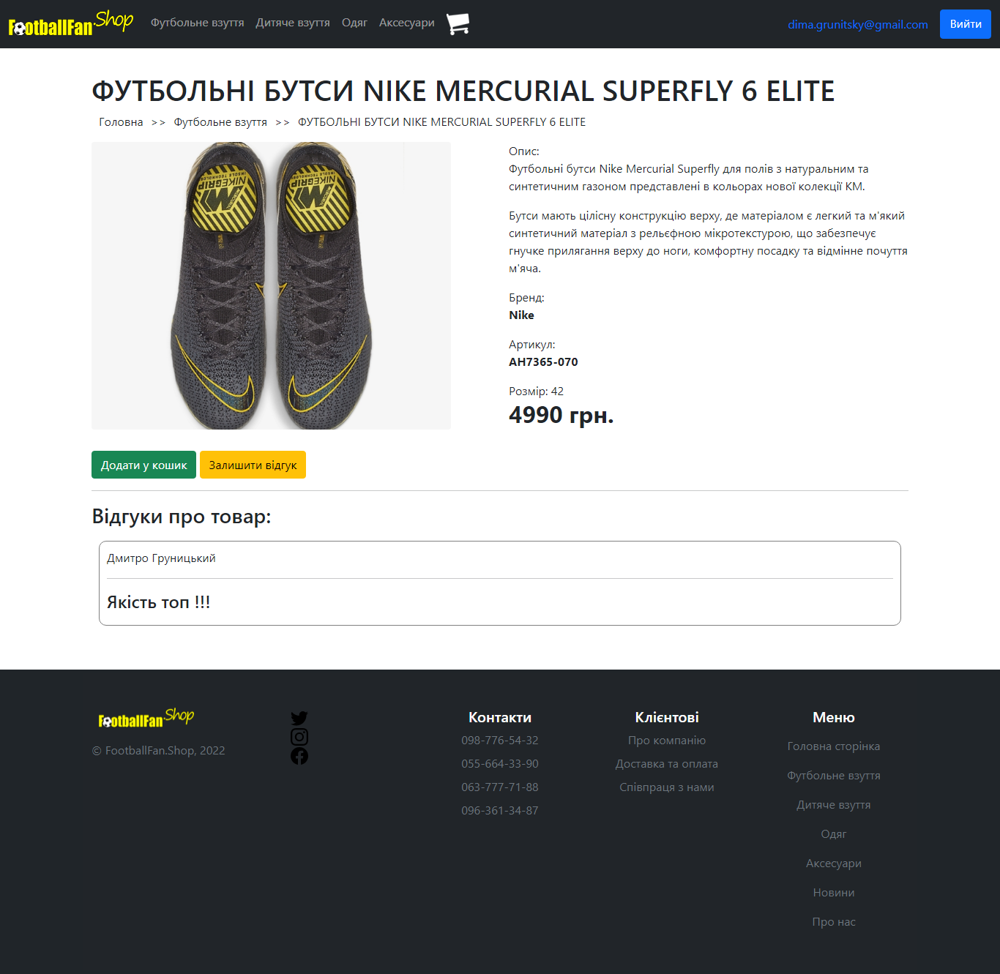 FootballFan Shop
Футбольне взуття Дитяче взуття Одяг Аксесуари
dima.grunitsky@gmail.com Вийти
ФУТБОЛЬНІ БУТСИ NIKE MERCURIAL SUPERFLY 6 ELITE
Головна >> Футбольне взуття >> ФУТБОЛЬНІ БУТСИ NIKE MERCURIAL SUPERFLY 6 ELITE
NIKEGRIP
INSOLE TECHNOLOGY
MERCURIAL
NIKEGRIP
INSOLE TECHNOLOGY
MERCURIAL
Опис:
Футбольні бутси Nike Mercurial Superfly для полів з натуральним та
синтетичним газоном представлені в кольорах нової колекції КМ.
Бутси мають цілісну конструкцію верху, де матеріалом є легкий та м'який
синтетичний матеріал з рельєфною мікротекстурою, що забезпечує
гнучке прилягання верху до ноги, комфортну посадку та відмінне почуття
м'яча.
Бренд:
Nike
Артикул:
AH7365-070
Розмір: 42
4990 грн.
Додати у кошик Залишити відгук
Відгуки про товар:
Дмитро Груницький
Якість топ !!!
FootballFan Shop
© FootballFan.Shop, 2022
Контакти
098-776-54-32
055-664-33-90
063-777-71-88
096-361-34-87
Клієнтові
Про компанію
Доставка та оплата
Співпраця з нами
Меню
Головна сторінка
Футбольне взуття
Дитяче взуття
Одяг
Аксесуари
Новини
Про нас